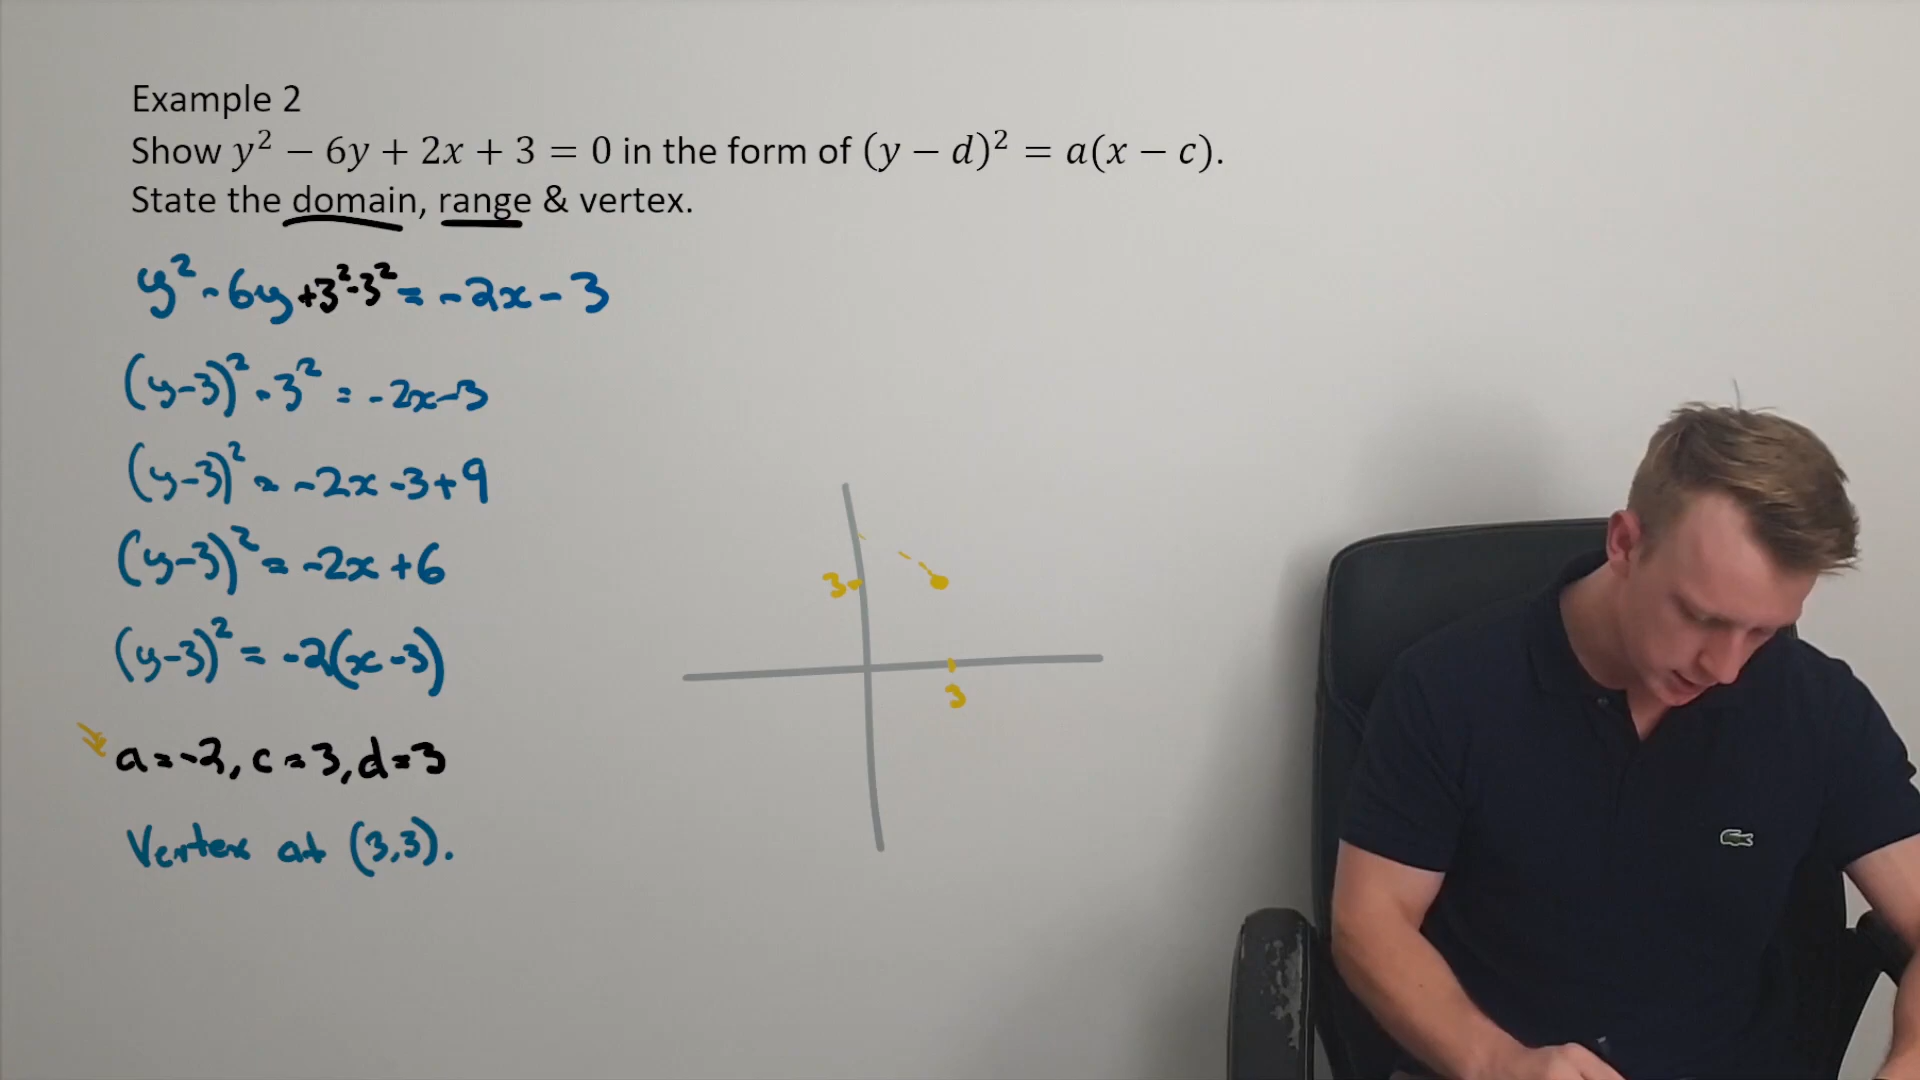 Example 2
Show y² − 6y + 2x + 3 = 0 in the form of (y − d)² = a(x − c).
State the domain, range & vertex.
y² - 6y + 3² - 3² = -2x - 3
(y-3)² - 3² = -2x-3
(y-3)² = -2x -3+9
(y-3)² = -2x +6
(y-3)² = -2(x-3)
3
3
a=-2, c=3, d=3
Vertex at (3,3).